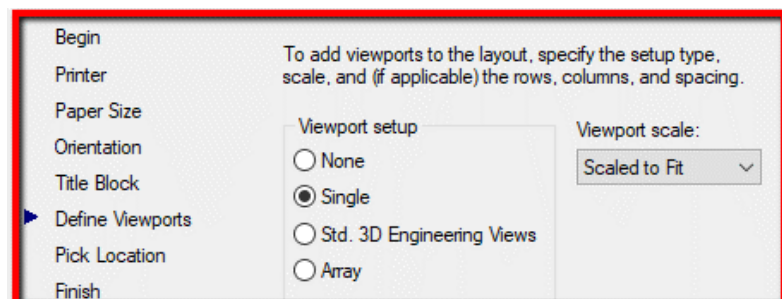 Begin
Printer
Paper Size
Orientation
Title Block
Define Viewports
Pick Location
Finish
To add viewports to the layout, specify the setup type,
scale, and (if applicable) the rows, columns, and spacing.
Viewport setup
None
Single
Std. 3D Engineering Views
Array
Viewport scale:
Scaled to Fit